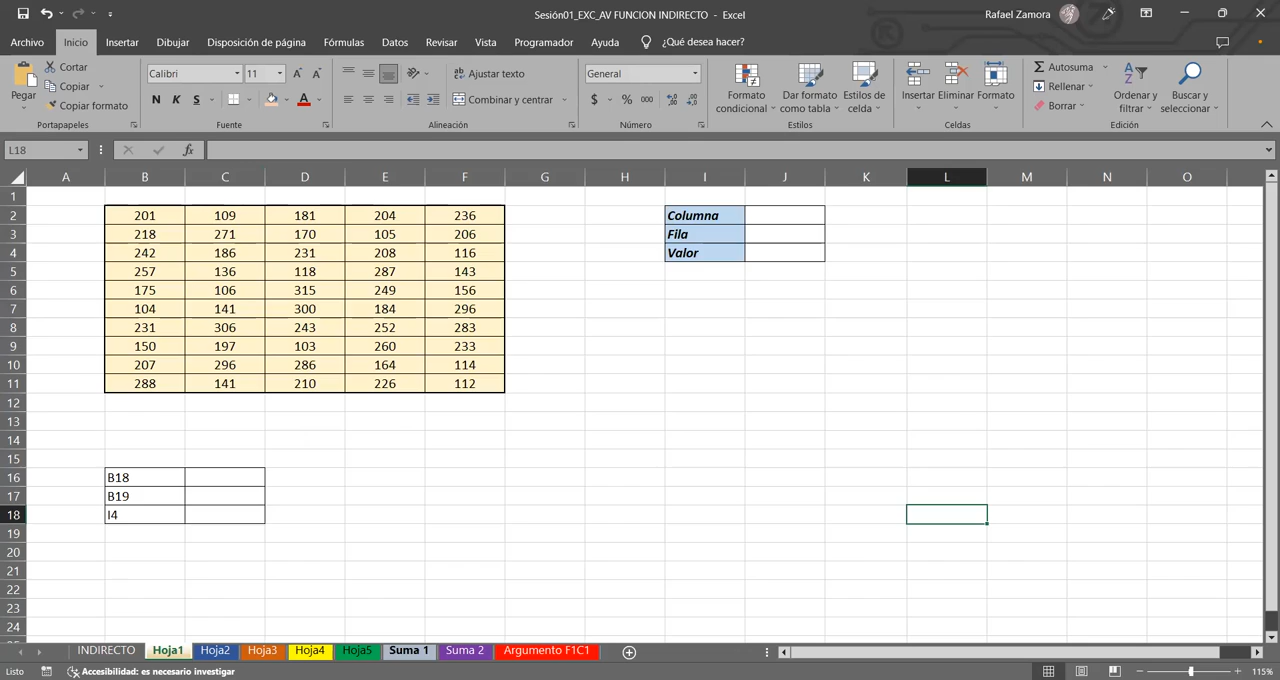 Sesión01_EXC_AV FUNCION INDIRECTO - Excel
Rafael Zamora
Archivo Inicio Insertar Dibujar Disposición de página Fórmulas Datos Revisar Vista Programador Ayuda ¿Qué desea hacer?
Pegar
Cortar
Copiar
Copiar formato
Portapapeles
Calibri 11
N K S
Fuente
Ajustar texto
Combinar y centrar
Alineación
General
$ % 000
Número
Formato condicional
Dar formato como tabla
Estilos de celda
Estilos
Insertar Eliminar Formato
Celdas
Autosuma
Rellenar
Borrar
Ordenar y filtrar
Buscar y seleccionar
Edición
L18 fx
A B C D E F G H I J K L M N O
1
2 201 109 181 204 236 Columna
3 218 271 170 105 206 Fila
4 242 186 231 208 116 Valor
5 257 136 118 287 143
6 175 106 315 249 156
7 104 141 300 184 296
8 231 306 243 252 283
9 150 197 103 260 233
10 207 296 286 164 114
11 288 141 210 226 112
12
13
14
15
16 B18
17 B19
18 I4
19
20
21
22
23
24
INDIRECTO Hoja1 Hoja2 Hoja3 Hoja4 Hoja5 Suma 1 Suma 2 Argumento F1C1
Listo Accesibilidad: es necesario investigar 115%